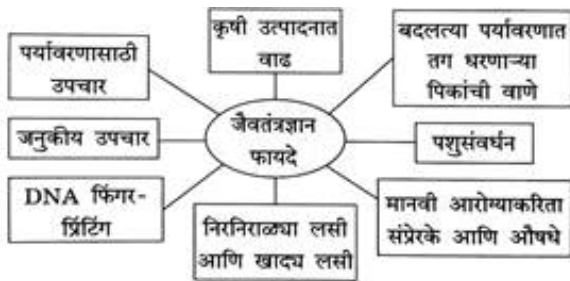 कृषी उत्पादनात
वाढ
पर्यावरणासाठी
उपचार
बदलत्या पर्यावरणात
तग धरणाऱ्या
पिकांची वाणे
जनुकीय उपचार
जैवतंत्रज्ञान
फायदे
पशुसंवर्धन
DNA फिंगर-
प्रिंटिंग
निरनिराळ्या लसी
आणि खाद्य लसी
मानवी आरोग्याकरिता
संप्रेरके आणि औषधे